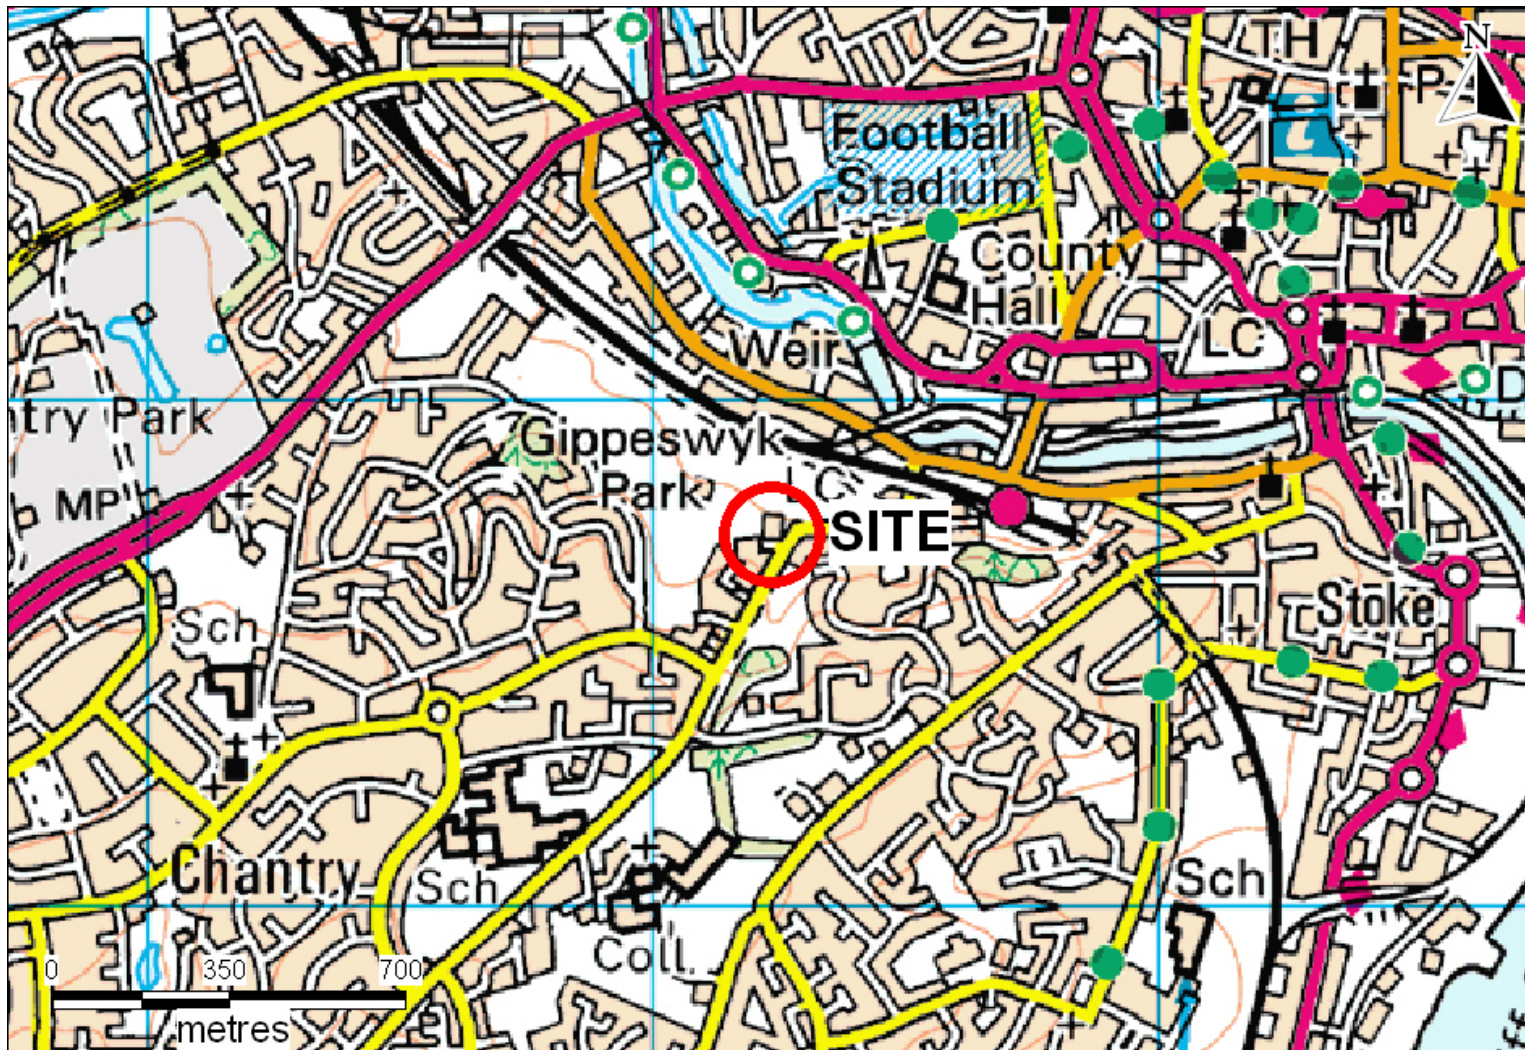 TH
N
P
Football
Stadium
County
Hall
Weir
LC
D
ntry Park
Gippeswyk
Park
LC
MP
SITE
Sch
Stoke
Chantry
Sch
Sch
Coll
0 350 700
metres